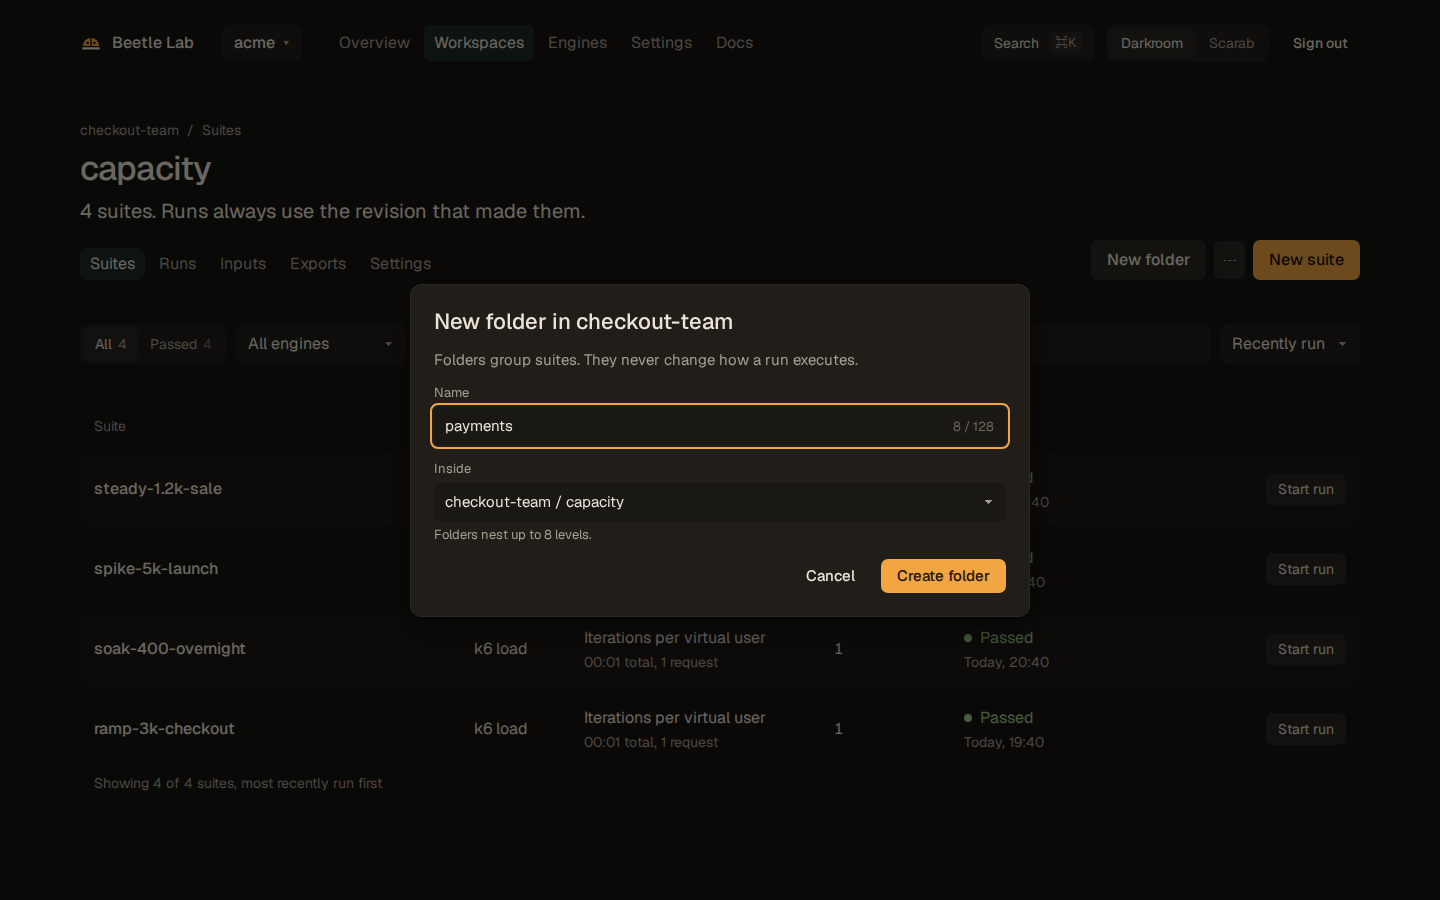 Beetle Lab acme Overview Workspaces Engines Settings Docs Search ⌘K Darkroom Scarab Sign out
checkout-team / Suites
capacity
4 suites. Runs always use the revision that made them.
Suites Runs Inputs Exports Settings New folder ... New suite
All 4 Passed 4 All engines Recently run
New folder in checkout-team
Folders group suites. They never change how a run executes.
Name
payments 8 / 128
Inside
checkout-team / capacity
Folders nest up to 8 levels.
Cancel Create folder
Suite
steady-1.2k-sale Start run
spike-5k-launch Start run
soak-400-overnight k6 load Iterations per virtual user 1 Passed Start run
00:01 total, 1 request Today, 20:40
ramp-3k-checkout k6 load Iterations per virtual user 1 Passed Start run
00:01 total, 1 request Today, 19:40
Showing 4 of 4 suites, most recently run first